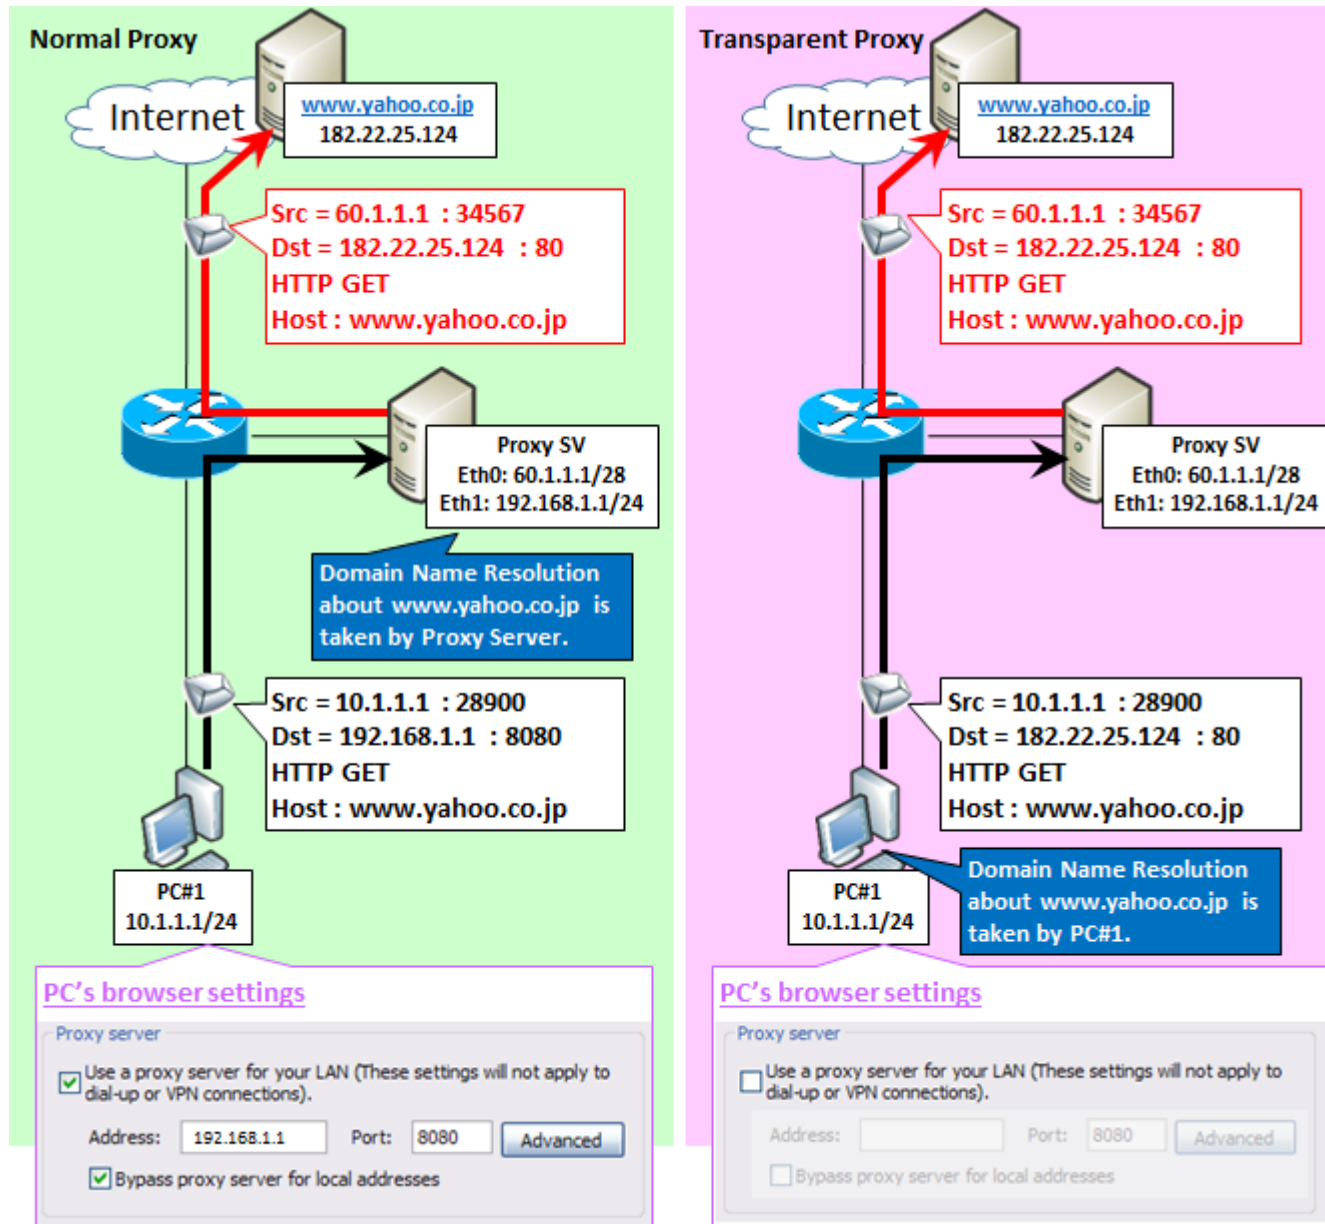 Normal Proxy
Internet
www.yahoo.co.jp
182.22.25.124
Src = 60.1.1.1 : 34567
Dst = 182.22.25.124 : 80
HTTP GET
Host : www.yahoo.co.jp
Proxy SV
Eth0: 60.1.1.1/28
Eth1: 192.168.1.1/24
Domain Name Resolution
about www.yahoo.co.jp is
taken by Proxy Server.
Src = 10.1.1.1 : 28900
Dst = 192.168.1.1 : 8080
HTTP GET
Host : www.yahoo.co.jp
PC#1
10.1.1.1/24
PC's browser settings
Proxy server
Use a proxy server for your LAN (These settings will not apply to
dial-up or VPN connections).
Address: 192.168.1.1 Port: 8080 Advanced
Bypass proxy server for local addresses
Transparent Proxy
Internet
www.yahoo.co.jp
182.22.25.124
Src = 60.1.1.1 : 34567
Dst = 182.22.25.124 : 80
HTTP GET
Host : www.yahoo.co.jp
Proxy SV
Eth0: 60.1.1.1/28
Eth1: 192.168.1.1/24
Src = 10.1.1.1 : 28900
Dst = 182.22.25.124 : 80
HTTP GET
Host : www.yahoo.co.jp
Domain Name Resolution
about www.yahoo.co.jp is
taken by PC#1.
PC#1
10.1.1.1/24
PC's browser settings
Proxy server
Use a proxy server for your LAN (These settings will not apply to
dial-up or VPN connections).
Address: Port: 8080 Advanced
Bypass proxy server for local addresses